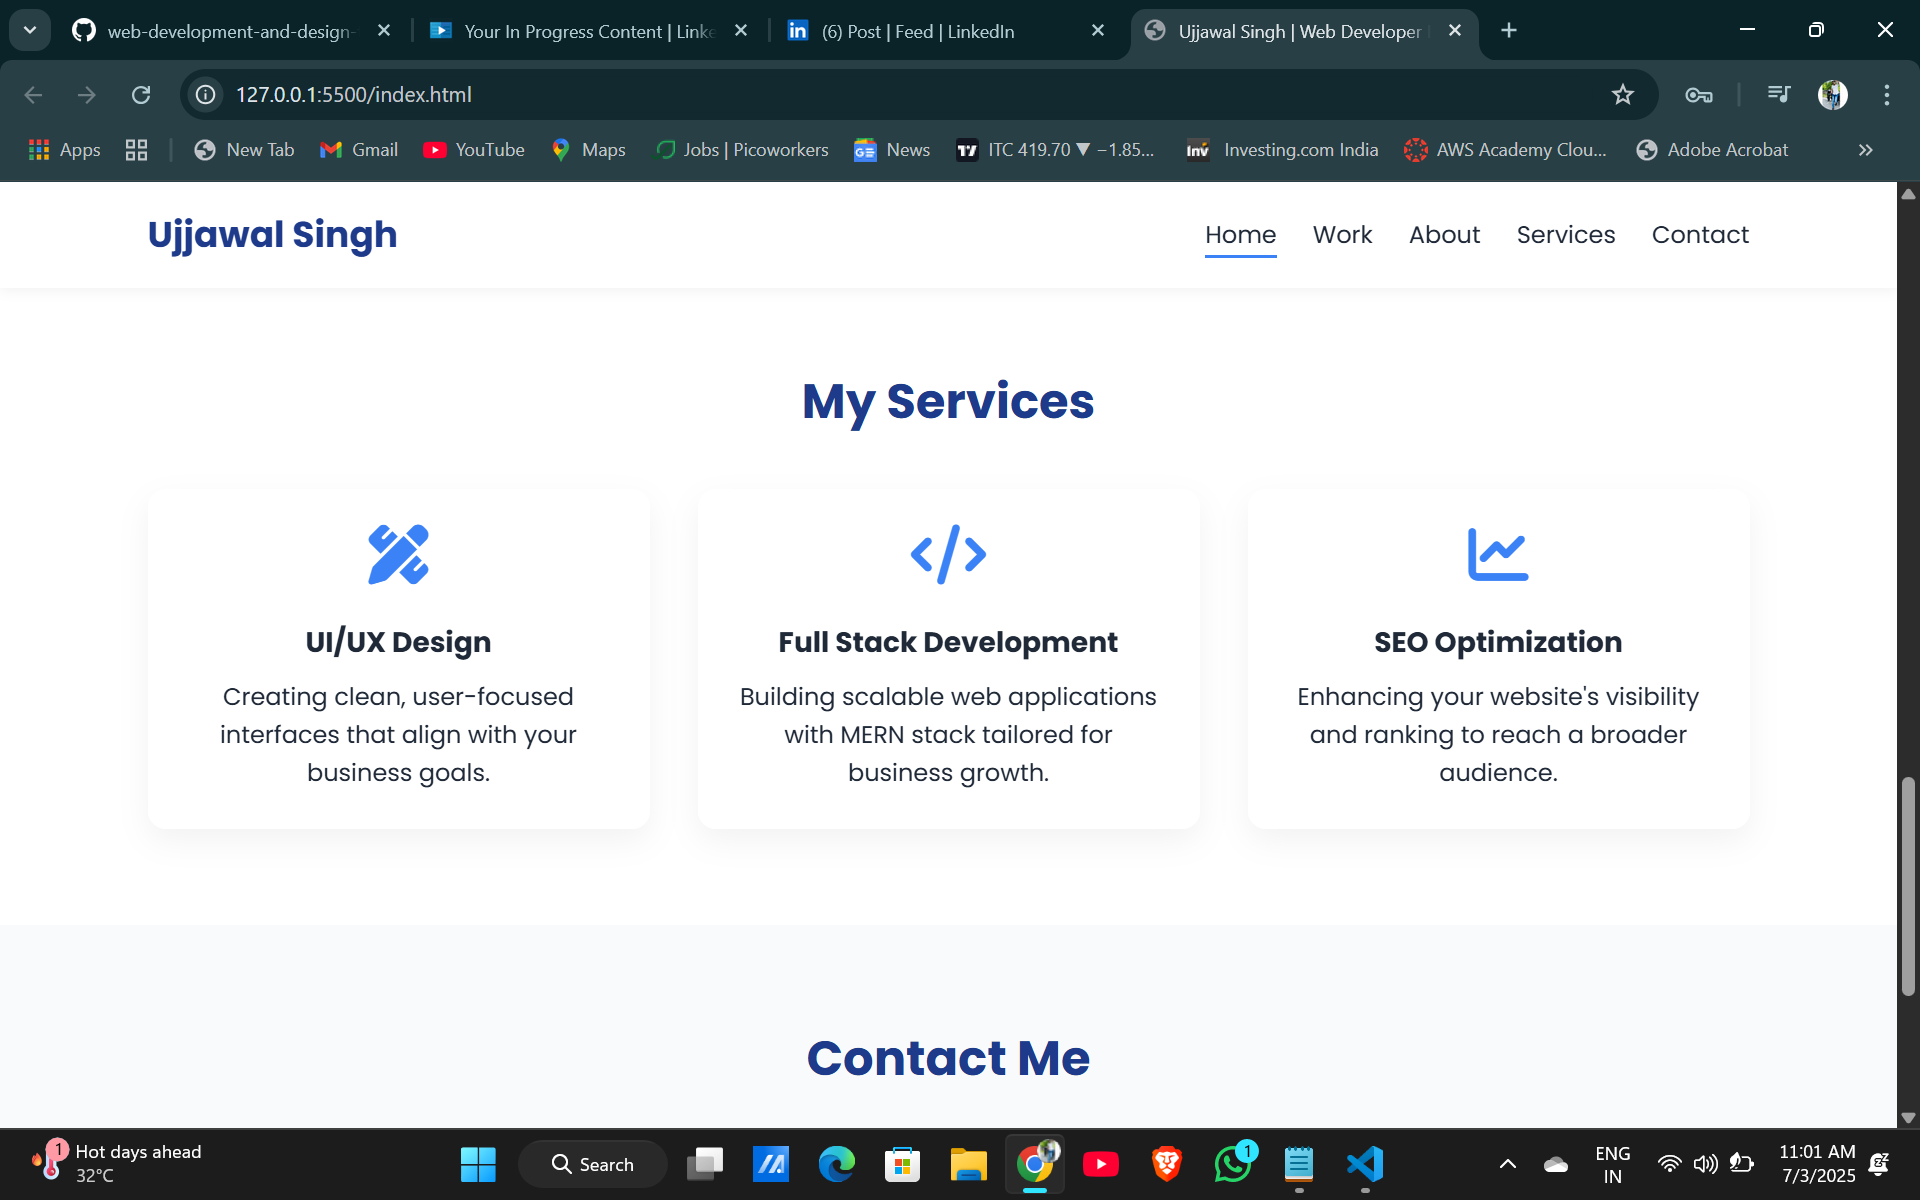 web-development-and-design-
Your In Progress Content | Linke
(6) Post | Feed | LinkedIn
Ujjawal Singh | Web Developer
127.0.0.1:5500/index.html
Apps
New Tab
Gmail
YouTube
Maps
Jobs | Picoworkers
News
ITC 419.70 ▼ −1.85...
Inv
Investing.com India
AWS Academy Clou...
Adobe Acrobat
Ujjawal Singh
Home
Work
About
Services
Contact
My Services
UI/UX Design
Creating clean, user-focused
interfaces that align with your
business goals.
Full Stack Development
Building scalable web applications
with MERN stack tailored for
business growth.
SEO Optimization
Enhancing your website's visibility
and ranking to reach a broader
audience.
Contact Me
1
Hot days ahead
32°C
Search
1
ENG
IN
11:01 AM
7/3/2025